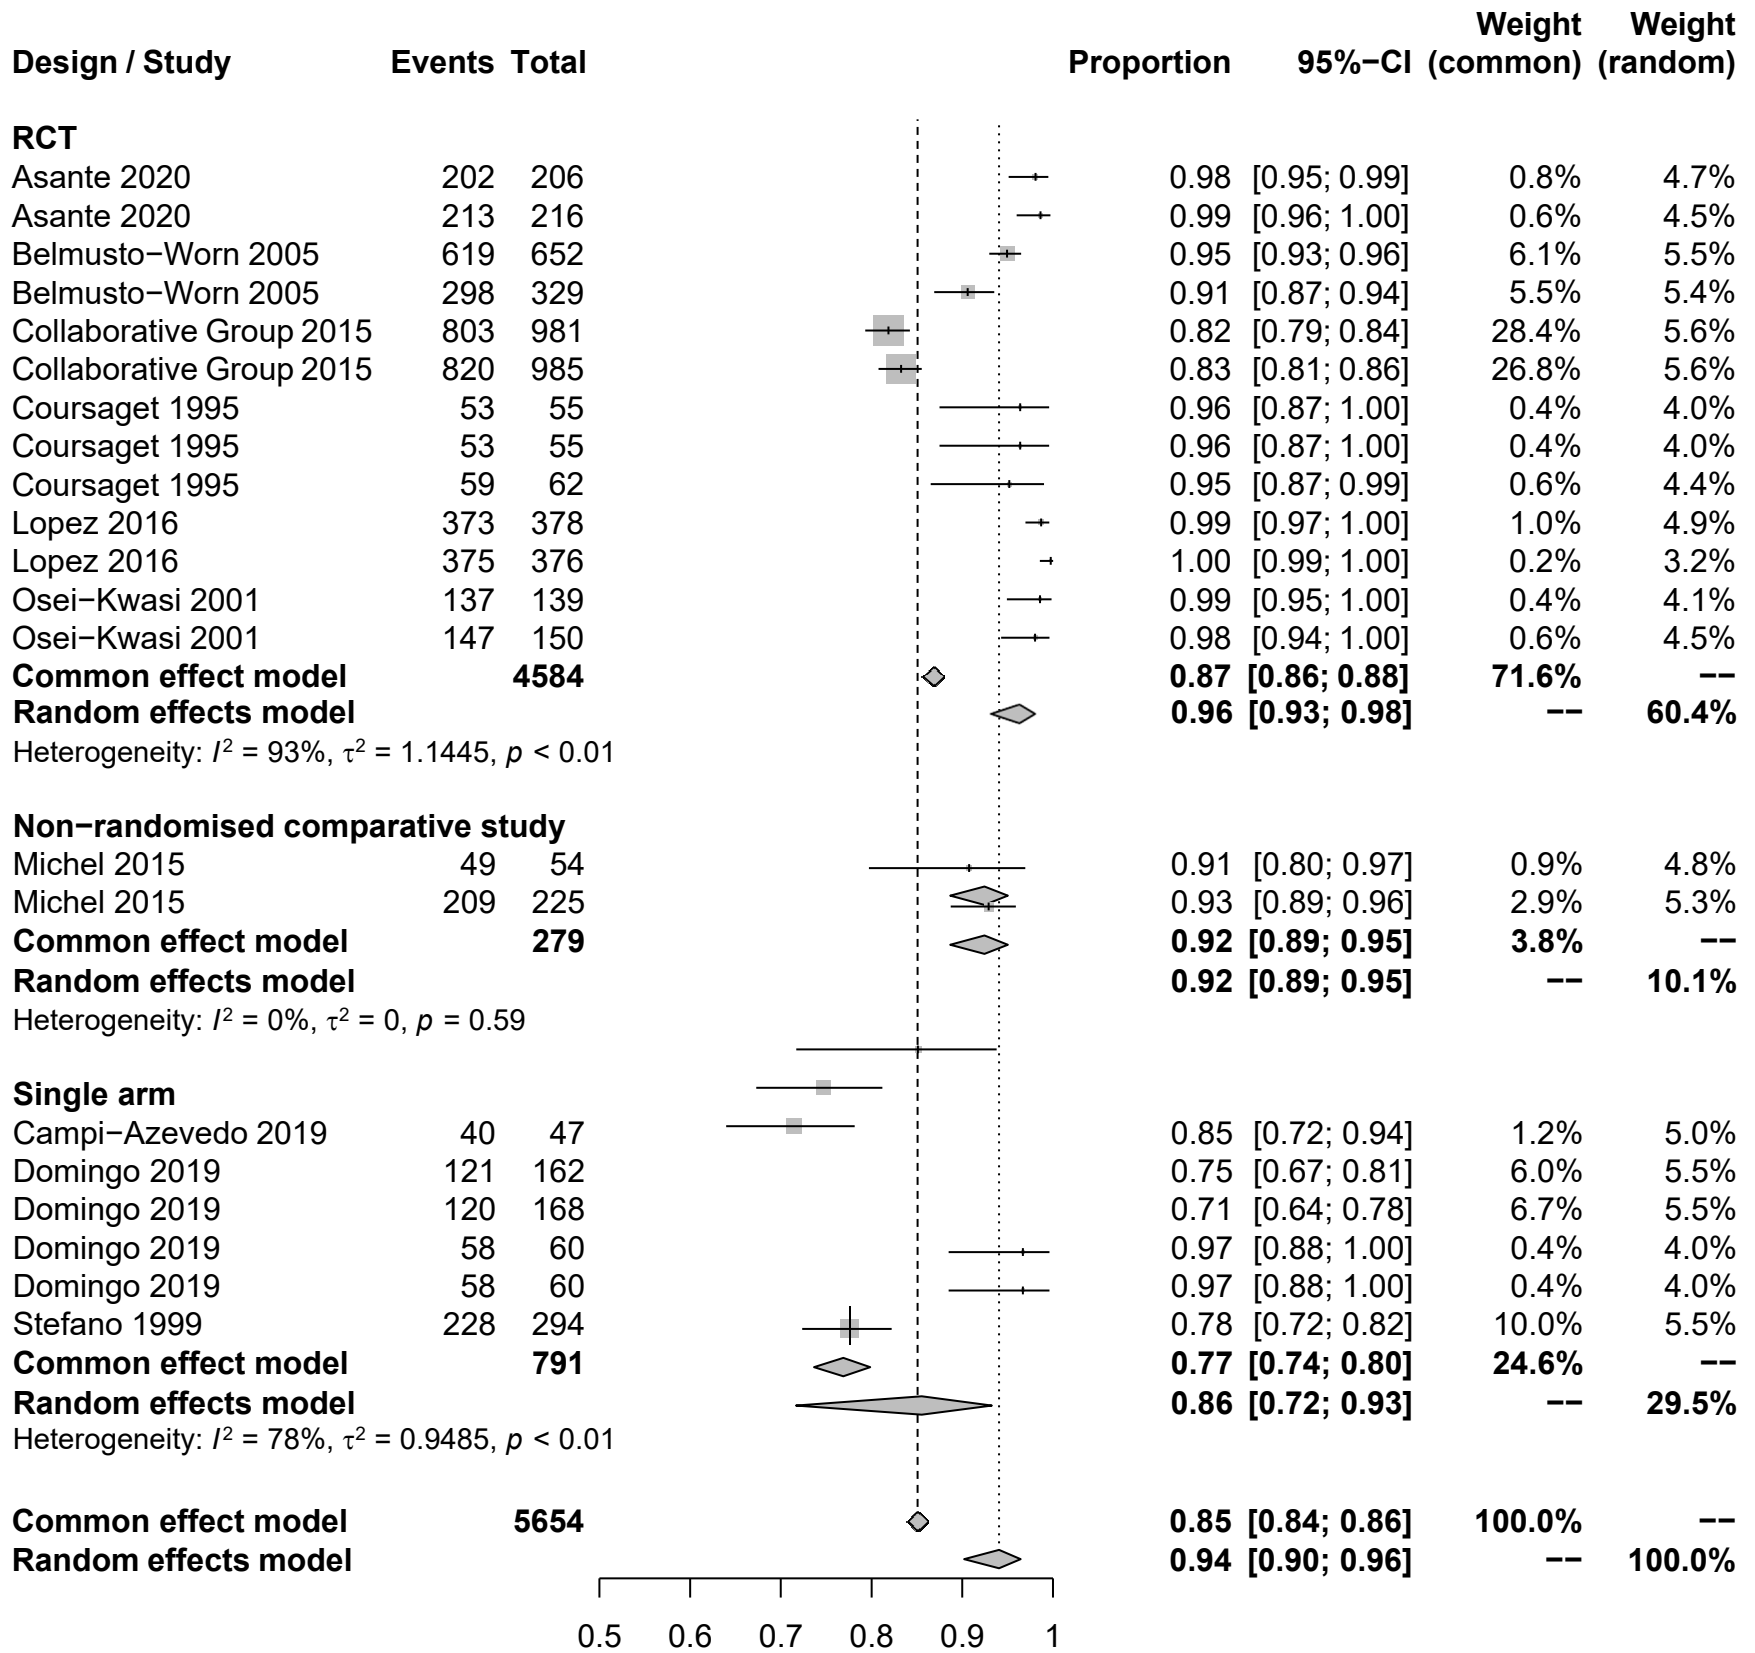 Weight Weight
Design / Study Events Total Proportion 95%−CI (common) (random)
RCT
Asante 2020 202 206 0.98 [0.95; 0.99] 0.8% 4.7%
Asante 2020 213 216 0.99 [0.96; 1.00] 0.6% 4.5%
Belmusto−Worn 2005 619 652 0.95 [0.93; 0.96] 6.1% 5.5%
Belmusto−Worn 2005 298 329 0.91 [0.87; 0.94] 5.5% 5.4%
Collaborative Group 2015 803 981 0.82 [0.79; 0.84] 28.4% 5.6%
Collaborative Group 2015 820 985 0.83 [0.81; 0.86] 26.8% 5.6%
Coursaget 1995 53 55 0.96 [0.87; 1.00] 0.4% 4.0%
Coursaget 1995 53 55 0.96 [0.87; 1.00] 0.4% 4.0%
Coursaget 1995 59 62 0.95 [0.87; 0.99] 0.6% 4.4%
Lopez 2016 373 378 0.99 [0.97; 1.00] 1.0% 4.9%
Lopez 2016 375 376 1.00 [0.99; 1.00] 0.2% 3.2%
Osei−Kwasi 2001 137 139 0.99 [0.95; 1.00] 0.4% 4.1%
Osei−Kwasi 2001 147 150 0.98 [0.94; 1.00] 0.6% 4.5%
Common effect model 4584 0.87 [0.86; 0.88] 71.6% −−
Random effects model 0.96 [0.93; 0.98] −− 60.4%
Heterogeneity: I² = 93%, τ² = 1.1445, p < 0.01
Non−randomised comparative study
Michel 2015 49 54 0.91 [0.80; 0.97] 0.9% 4.8%
Michel 2015 209 225 0.93 [0.89; 0.96] 2.9% 5.3%
Common effect model 279 0.92 [0.89; 0.95] 3.8% −−
Random effects model 0.92 [0.89; 0.95] −− 10.1%
Heterogeneity: I² = 0%, τ² = 0, p = 0.59
Single arm
Campi−Azevedo 2019 40 47 0.85 [0.72; 0.94] 1.2% 5.0%
Domingo 2019 121 162 0.75 [0.67; 0.81] 6.0% 5.5%
Domingo 2019 120 168 0.71 [0.64; 0.78] 6.7% 5.5%
Domingo 2019 58 60 0.97 [0.88; 1.00] 0.4% 4.0%
Domingo 2019 58 60 0.97 [0.88; 1.00] 0.4% 4.0%
Stefano 1999 228 294 0.78 [0.72; 0.82] 10.0% 5.5%
Common effect model 791 0.77 [0.74; 0.80] 24.6% −−
Random effects model 0.86 [0.72; 0.93] −− 29.5%
Heterogeneity: I² = 78%, τ² = 0.9485, p < 0.01
Common effect model 5654 0.85 [0.84; 0.86] 100.0% −−
Random effects model 0.94 [0.90; 0.96] −− 100.0%
0.5 0.6 0.7 0.8 0.9 1